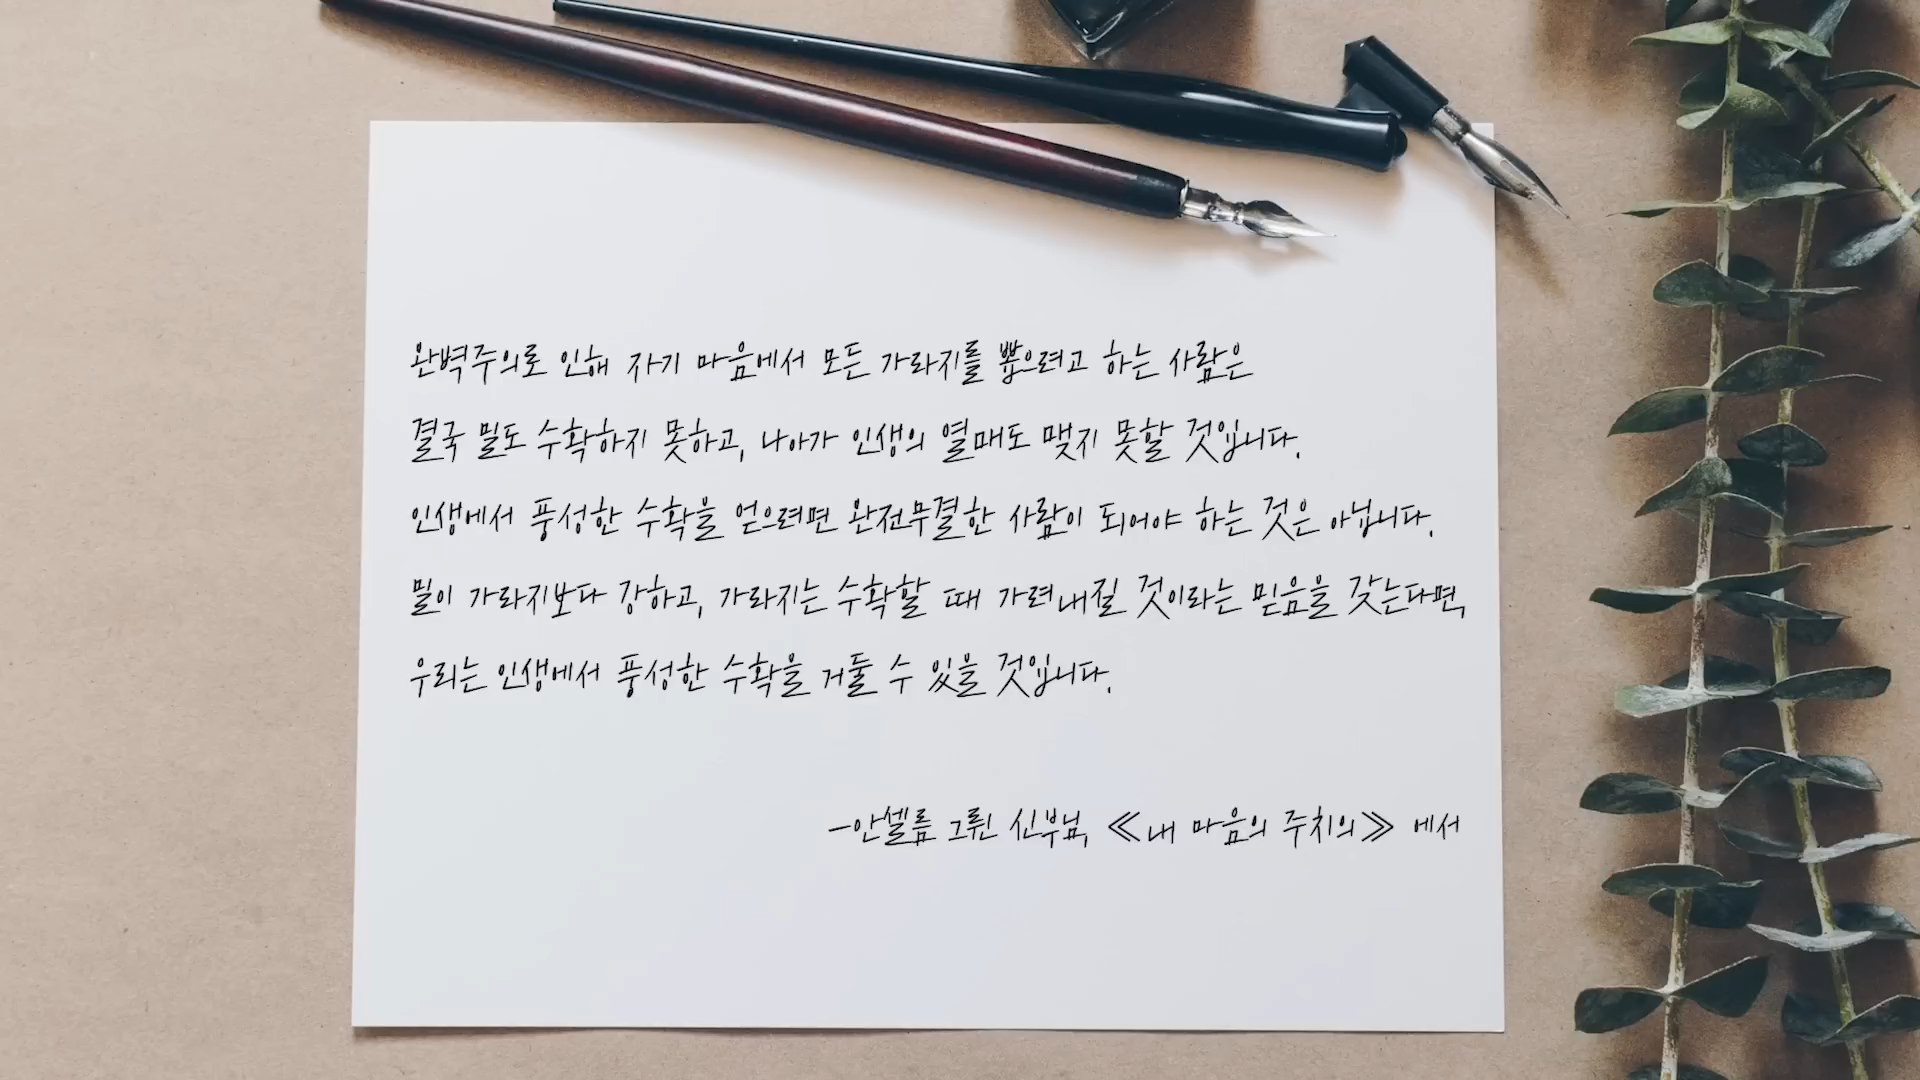 완벽주의로 인해 자기 마음에서 모든 가라지를 뽑으려고 하는 사람은
결국 밀도 수확하지 못하고, 나아가 인생의 열매도 맺지 못할 것입니다.
인생에서 풍성한 수확을 얻으려면 완전무결한 사람이 되어야 하는 것은 아닙니다.
밀이 가라지보다 강하고, 가라지는 수확할 때 가려내질 것이라는 믿음을 갖는다면,
우리는 인생에서 풍성한 수확을 거둘 수 있을 것입니다.
-안셀름 그륀 신부님, ≪내 마음의 주치의≫ 에서